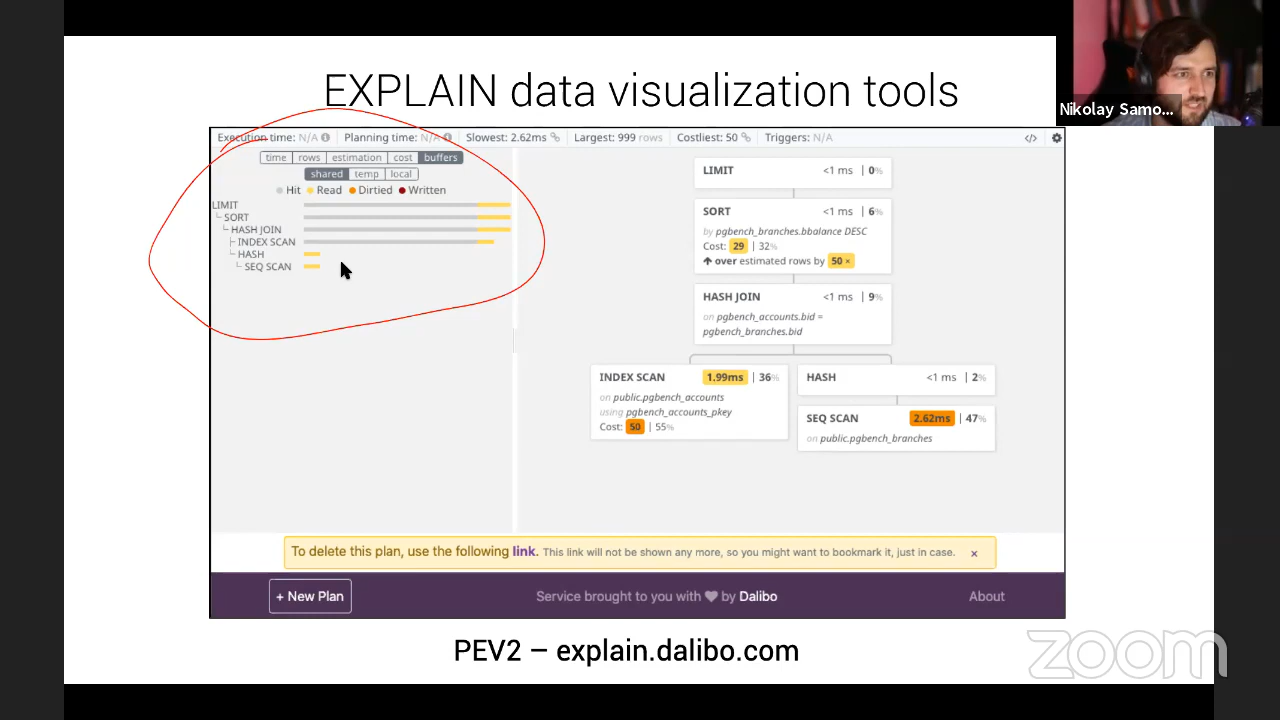 EXPLAIN data visualization tools
Nikolay Samo...
Execution time: N/A Planning time: N/A Slowest: 2.62ms Largest: 999 rows Costliest: 50 Triggers: N/A </>
time rows estimation cost buffers
shared temp local
Hit Read Dirtied Written
LIMIT
SORT
HASH JOIN
INDEX SCAN
HASH
SEQ SCAN
LIMIT <1 ms | 0%
SORT <1 ms | 6%
by pgbench_branches.bbalance DESC
Cost: 29 | 32%
over estimated rows by 50 ×
HASH JOIN <1 ms | 9%
on pgbench_accounts.bid =
pgbench_branches.bid
INDEX SCAN 1.99ms | 36%
on public.pgbench_accounts
using pgbench_accounts_pkey
Cost: 50 | 55%
HASH <1 ms | 2%
SEQ SCAN 2.62ms | 47%
on public.pgbench_branches
To delete this plan, use the following link. This link will not be shown any more, so you might want to bookmark it, just in case. ×
+ New Plan
Service brought to you with ♥ by Dalibo
About
PEV2 – explain.dalibo.com
zoom